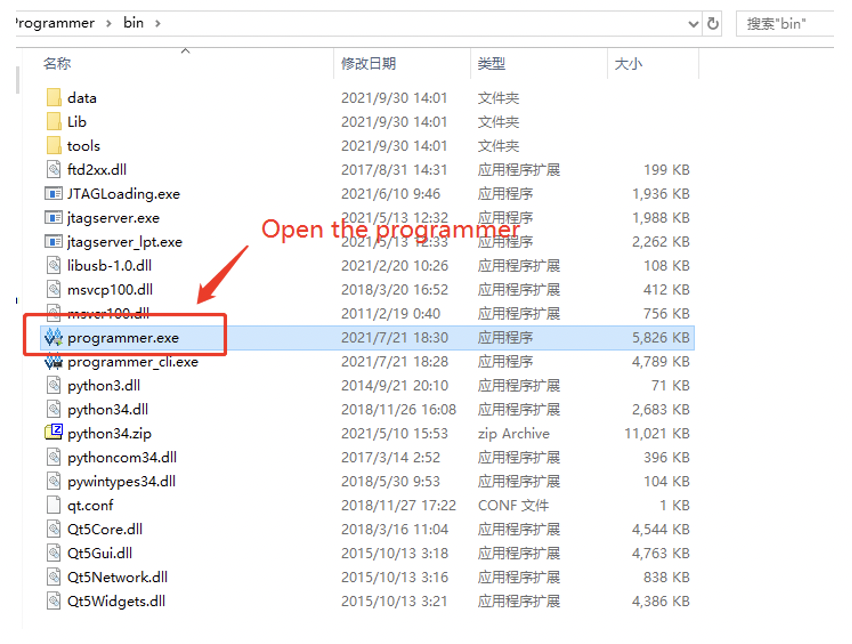 Programmer > bin >
搜索"bin"
名称 修改日期 类型 大小
data 2021/9/30 14:01 文件夹
Lib 2021/9/30 14:01 文件夹
tools 2021/9/30 14:01 文件夹
ftd2xx.dll 2017/8/31 14:31 应用程序扩展 199 KB
JTAGLoading.exe 2021/6/10 9:46 应用程序 1,936 KB
jtagserver.exe 2021/5/13 12:32 应用程序 1,988 KB
Open the programmer
jtagserver_lpt.exe 2021/5/13 12:33 应用程序 2,262 KB
libusb-1.0.dll 2021/2/20 10:26 应用程序扩展 108 KB
msvcp100.dll 2018/3/20 16:52 应用程序扩展 412 KB
msvcr100.dll 2011/2/19 0:40 应用程序扩展 756 KB
programmer.exe 2021/7/21 18:30 应用程序 5,826 KB
programmer_cli.exe 2021/7/21 18:28 应用程序 4,789 KB
python3.dll 2014/9/21 20:10 应用程序扩展 71 KB
python34.dll 2018/11/26 16:08 应用程序扩展 2,683 KB
python34.zip 2021/5/10 15:53 zip Archive 11,021 KB
pythoncom34.dll 2017/3/14 2:52 应用程序扩展 396 KB
pywintypes34.dll 2018/5/30 9:53 应用程序扩展 104 KB
qt.conf 2018/11/27 17:22 CONF 文件 1 KB
Qt5Core.dll 2018/3/16 11:04 应用程序扩展 4,544 KB
Qt5Gui.dll 2015/10/13 3:18 应用程序扩展 4,763 KB
Qt5Network.dll 2015/10/13 3:16 应用程序扩展 838 KB
Qt5Widgets.dll 2015/10/13 3:21 应用程序扩展 4,386 KB